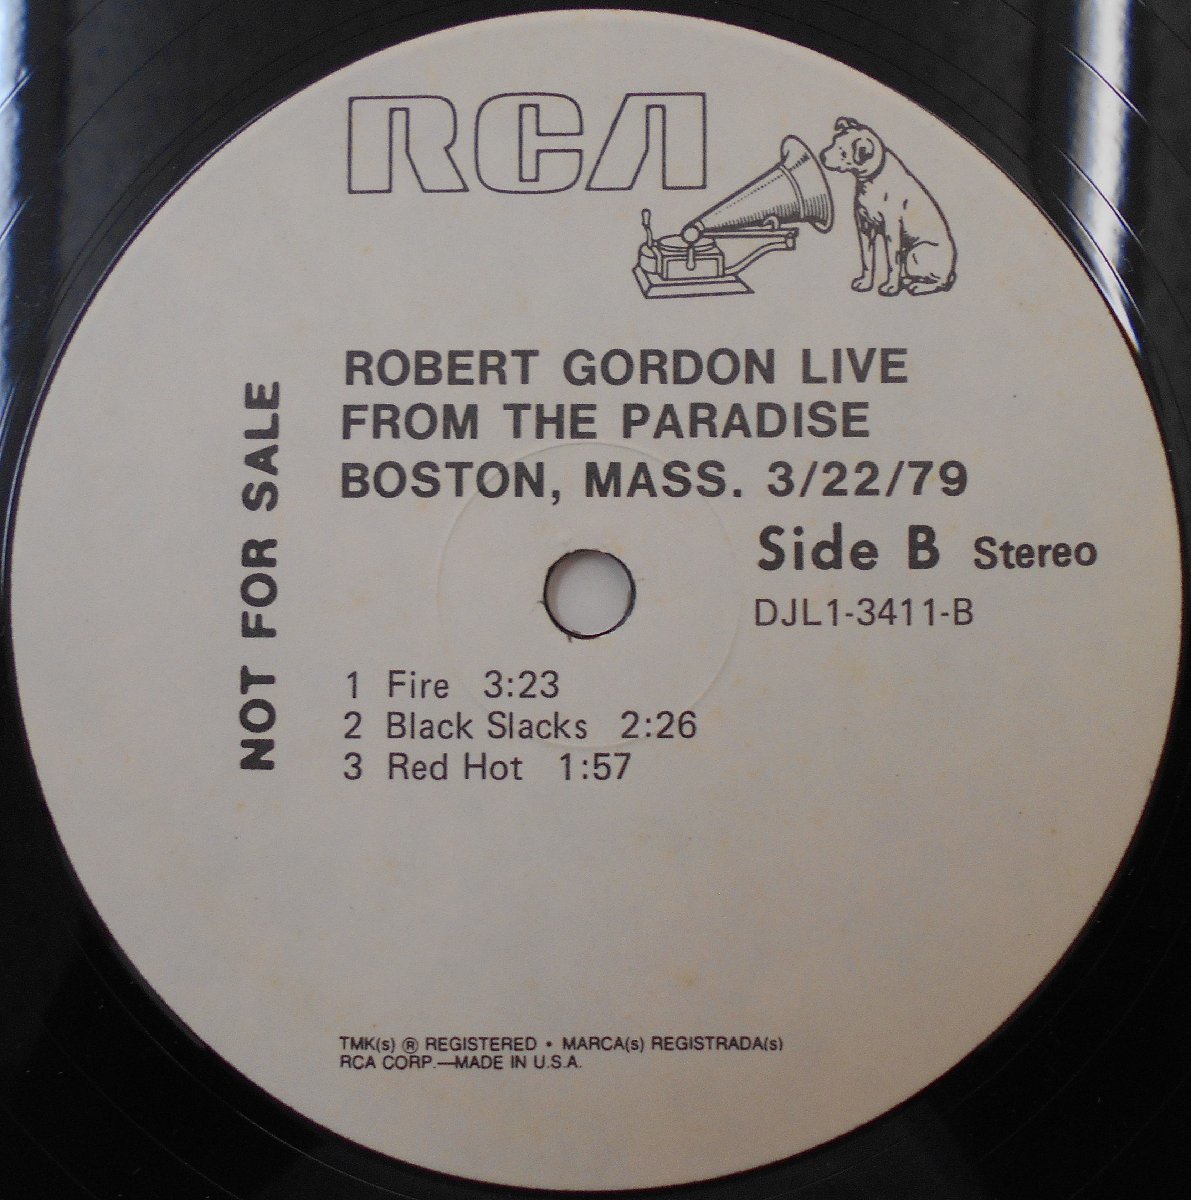 RCA
ROBERT GORDON LIVE
FROM THE PARADISE
BOSTON, MASS. 3/22/79
NOT FOR SALE
Side B Stereo
DJL1-3411-B
1 Fire 3:23
2 Black Slacks 2:26
3 Red Hot 1:57
TMK(s) ® REGISTERED • MARCA(s) REGISTRADA(s)
RCA CORP.—MADE IN U.S.A.